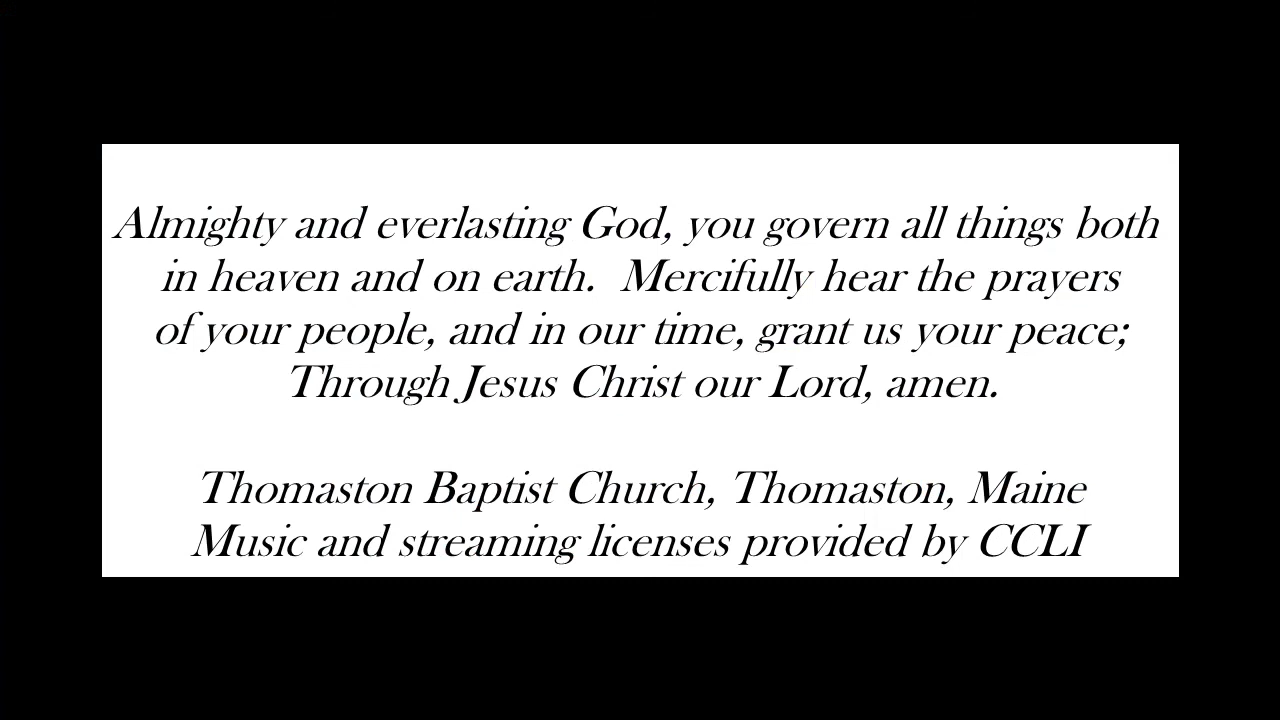 Almighty and everlasting God, you govern all things both
in heaven and on earth.  Mercifully hear the prayers
of your people, and in our time, grant us your peace;
Through Jesus Christ our Lord, amen.
Thomaston Baptist Church, Thomaston, Maine
Music and streaming licenses provided by CCLI